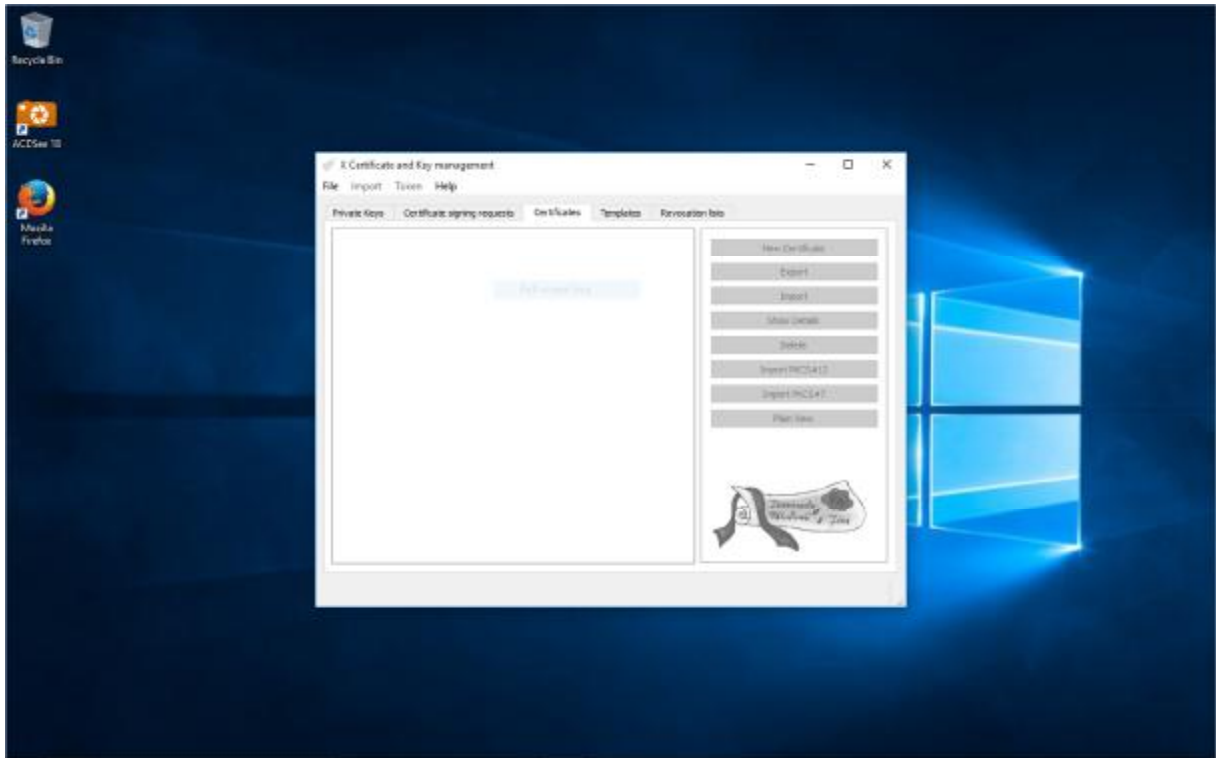 Recycle Bin
ACDSee 18
Mozilla
Firefox
X Certificate and Key management
File Import Token Help
Private Keys Certificate signing requests Certificates Templates Revocation lists
New Certificate
Export
Import
Show Details
Delete
Import PKCS#12
Import PKCS#7
Plain View